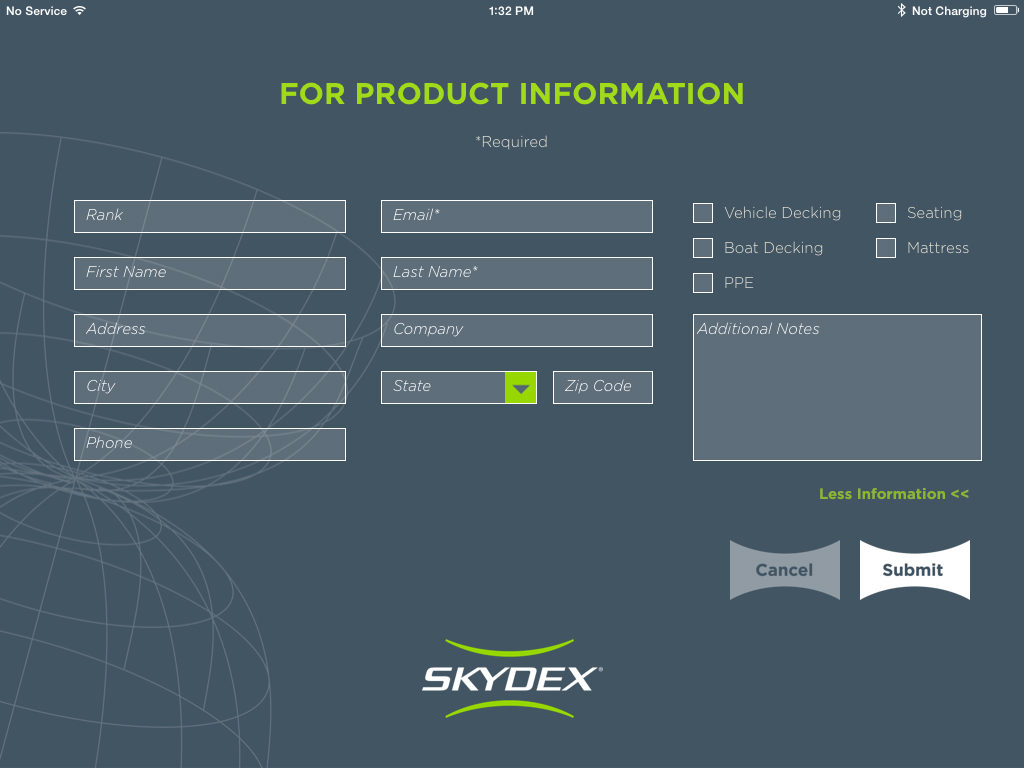 No Service
1:32 PM
Not Charging
FOR PRODUCT INFORMATION
*Required
Rank
Email*
First Name
Last Name*
Address
Company
City
State
Zip Code
Phone
Vehicle Decking
Seating
Boat Decking
Mattress
PPE
Additional Notes
Less Information <<
Cancel
Submit
SKYDEX®